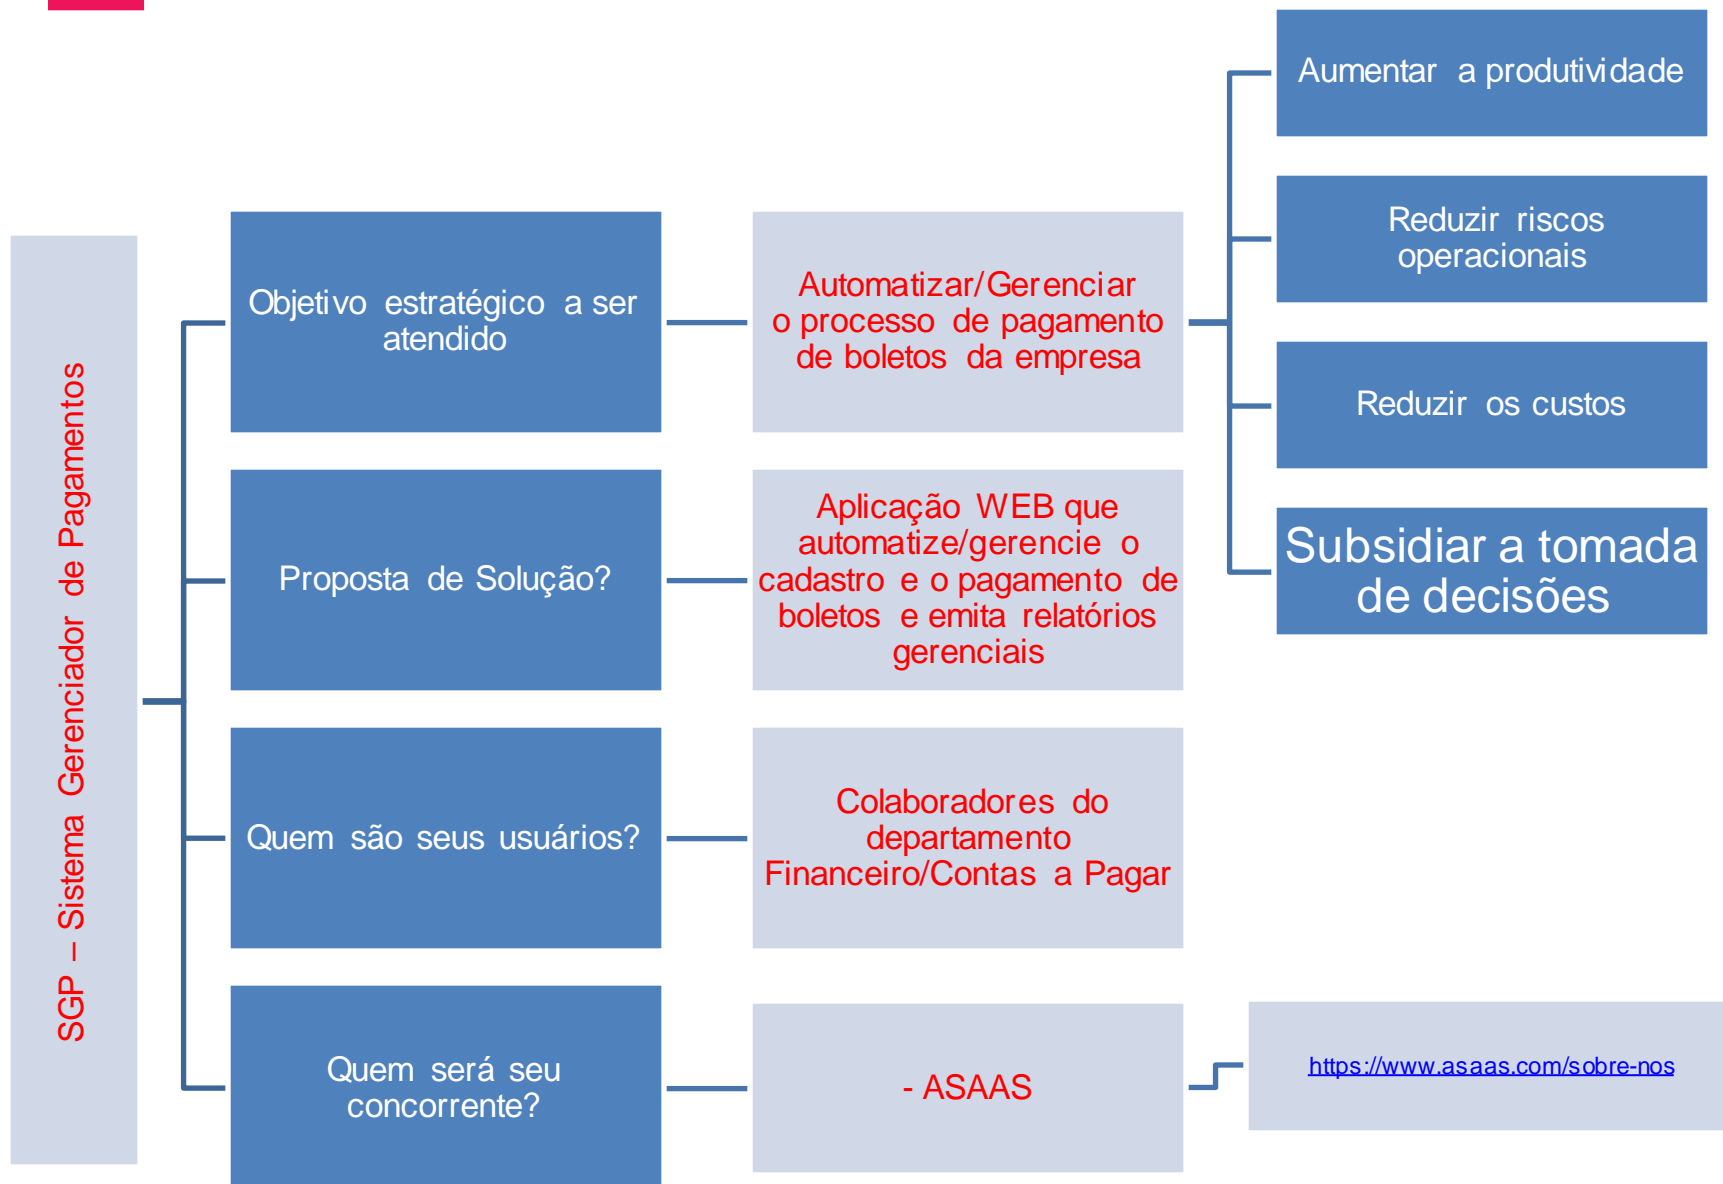 SGP – Sistema Gerenciador de Pagamentos
Objetivo estratégico a ser
atendido
Automatizar/Gerenciar
o processo de pagamento
de boletos da empresa
Aumentar a produtividade
Reduzir riscos
operacionais
Reduzir os custos
Subsidiar a tomada
de decisões
Proposta de Solução?
Aplicação WEB que
automatize/gerencie o
cadastro e o pagamento de
boletos e emita relatórios
gerenciais
Quem são seus usuários?
Colaboradores do
departamento
Financeiro/Contas a Pagar
Quem será seu
concorrente?
- ASAAS
https://www.asaas.com/sobre-nos